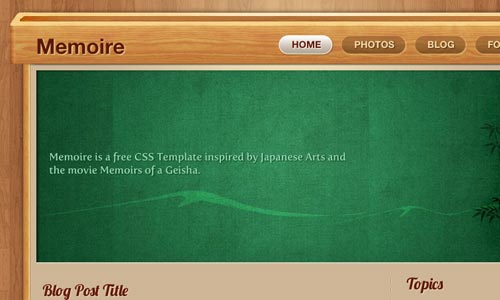 Memoire
HOME
PHOTOS
BLOG
Memoire is a free CSS Template inspired by Japanese Arts and
the movie Memoirs of a Geisha.
Blog Post Title
Topics